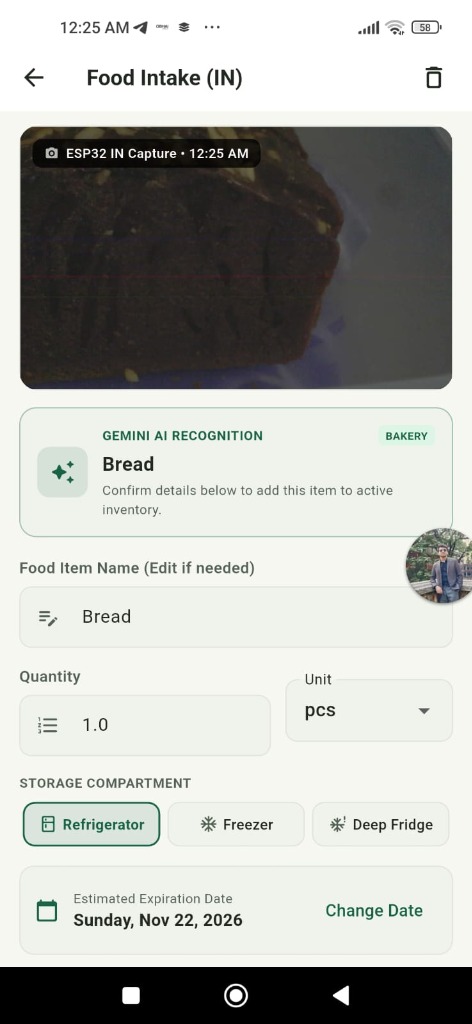 12:25 AM
58
Food Intake (IN)
ESP32 IN Capture • 12:25 AM
GEMINI AI RECOGNITION
BAKERY
Bread
Confirm details below to add this item to active
inventory.
Food Item Name (Edit if needed)
Bread
Quantity
Unit
1.0
pcs
STORAGE COMPARTMENT
Refrigerator
Freezer
Deep Fridge
Estimated Expiration Date
Sunday, Nov 22, 2026
Change Date